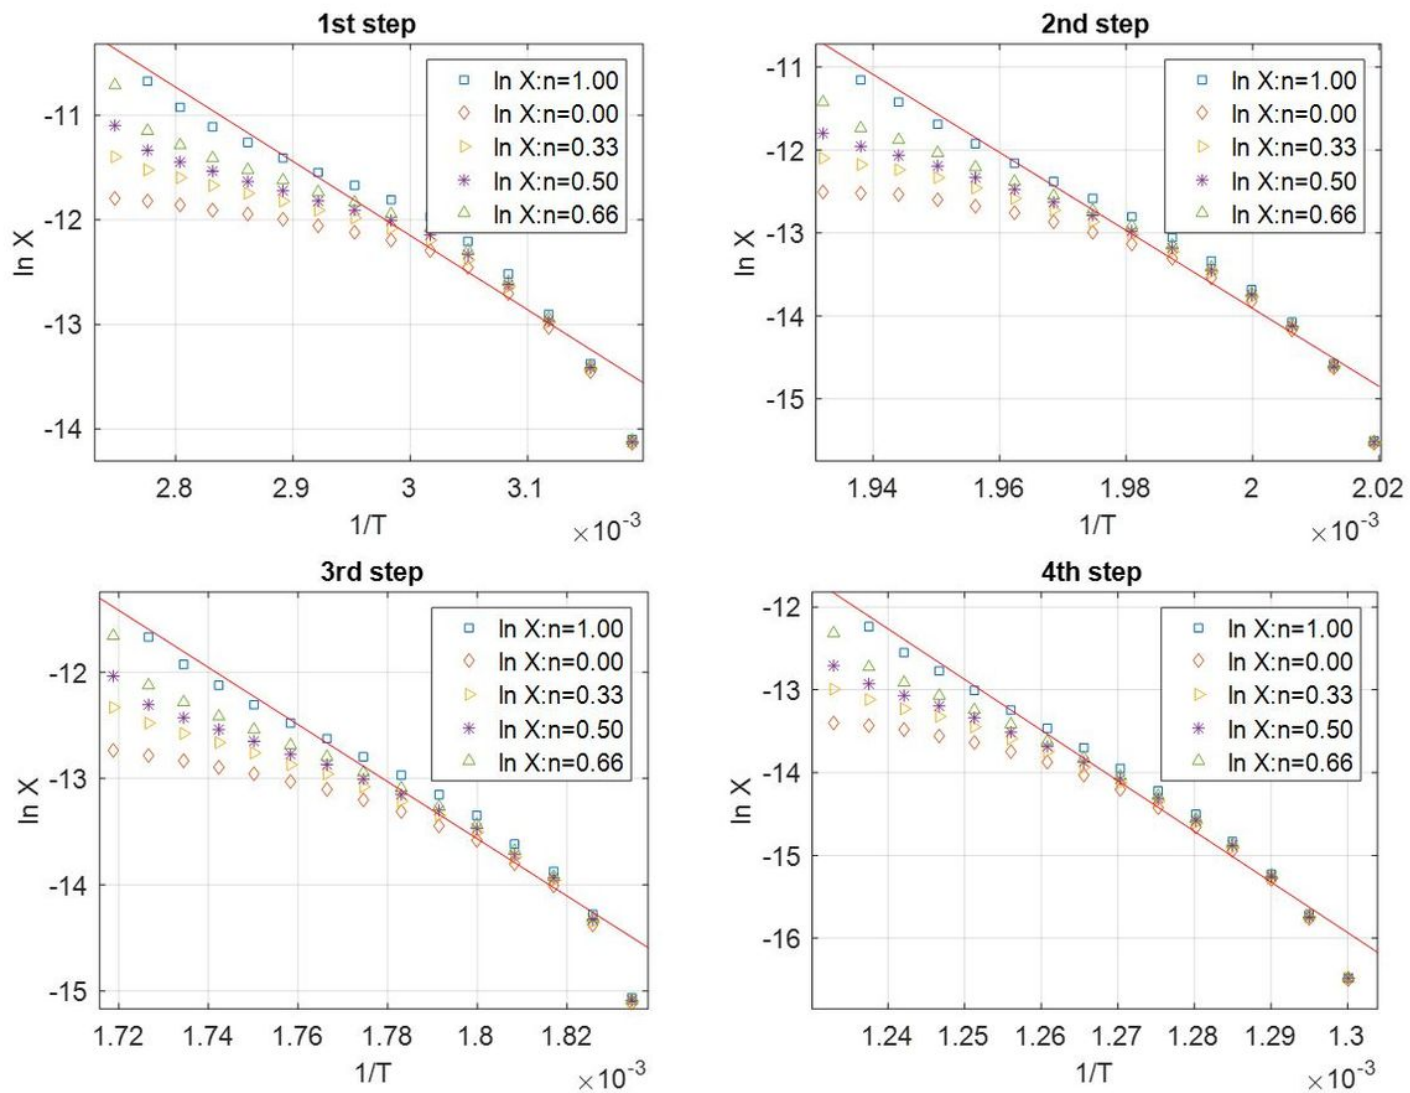 1st step
ln X:n=1.00
ln X:n=0.00
ln X:n=0.33
ln X:n=0.50
ln X:n=0.66
-11
-12
-13
-14
ln X
2.8 2.9 3 3.1
1/T
×10⁻³
2nd step
ln X:n=1.00
ln X:n=0.00
ln X:n=0.33
ln X:n=0.50
ln X:n=0.66
-11
-12
-13
-14
-15
ln X
1.94 1.96 1.98 2 2.02
1/T
×10⁻³
3rd step
ln X:n=1.00
ln X:n=0.00
ln X:n=0.33
ln X:n=0.50
ln X:n=0.66
-12
-13
-14
-15
ln X
1.72 1.74 1.76 1.78 1.8 1.82
1/T
×10⁻³
4th step
ln X:n=1.00
ln X:n=0.00
ln X:n=0.33
ln X:n=0.50
ln X:n=0.66
-12
-13
-14
-15
-16
ln X
1.24 1.25 1.26 1.27 1.28 1.29 1.3
1/T
×10⁻³